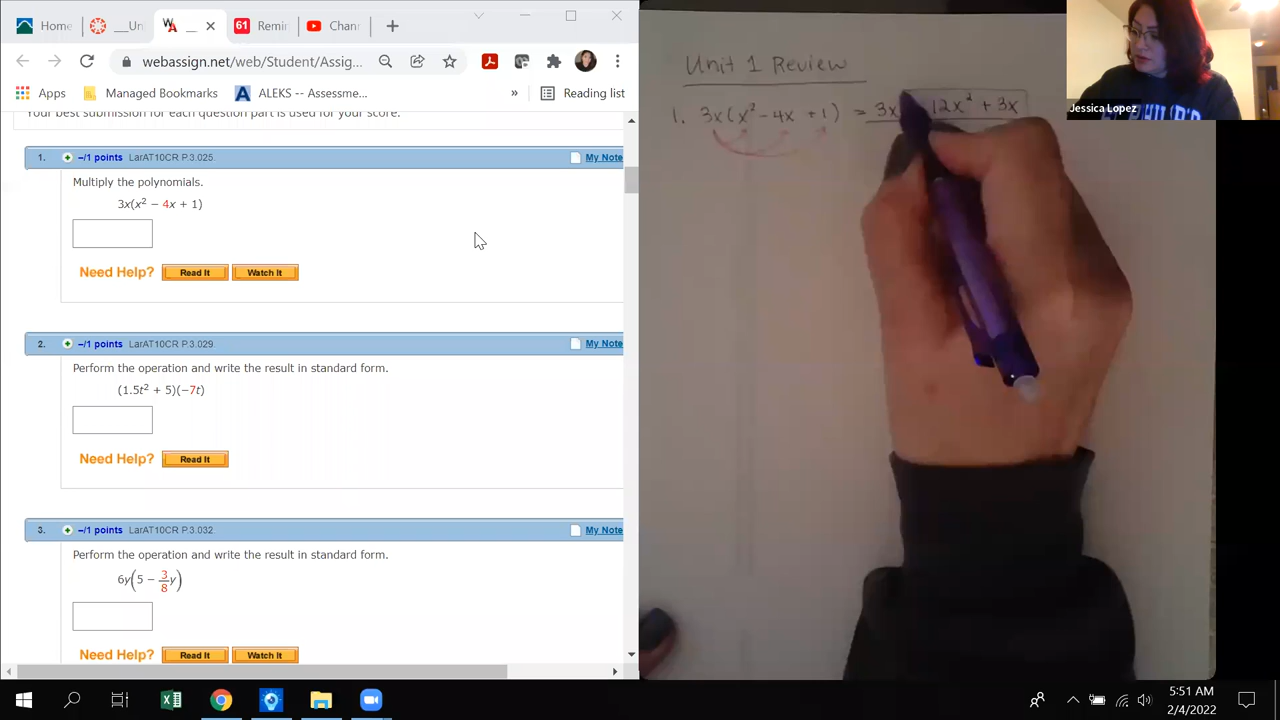 Home
__Un
61 Remin
Chan
webassign.net/web/Student/Assig...
Apps
Managed Bookmarks
ALEKS -- Assessme...
»
Reading list
Your best submission for each question part is used for your score.
1. –/1 points LarAT10CR P.3.025. My Note
Multiply the polynomials.
3x(x² − 4x + 1)
Need Help? Read It Watch It
2. –/1 points LarAT10CR P.3.029. My Note
Perform the operation and write the result in standard form.
(1.5t² + 5)(−7t)
Need Help? Read It
3. –/1 points LarAT10CR P.3.032. My Note
Perform the operation and write the result in standard form.
6y(5 − 3/8 y)
Need Help? Read It Watch It
Unit 1 Review
1. 3x(x² − 4x + 1) = 3x 12x² + 3x
Jessica Lopez
5:51 AM
2/4/2022